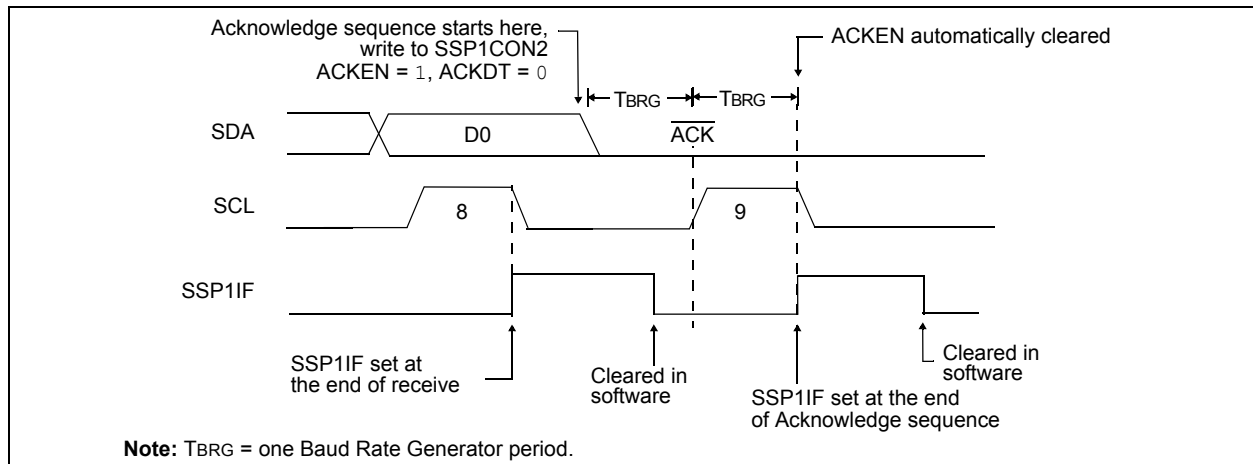 Acknowledge sequence starts here,
write to SSP1CON2
ACKEN = 1, ACKDT = 0
ACKEN automatically cleared
TBRG
TBRG
SDA
D0
ACK
SCL
8
9
SSP1IF
SSP1IF set at
the end of receive
Cleared in
software
SSP1IF set at the end
of Acknowledge sequence
Cleared in
software
Note: TBRG = one Baud Rate Generator period.